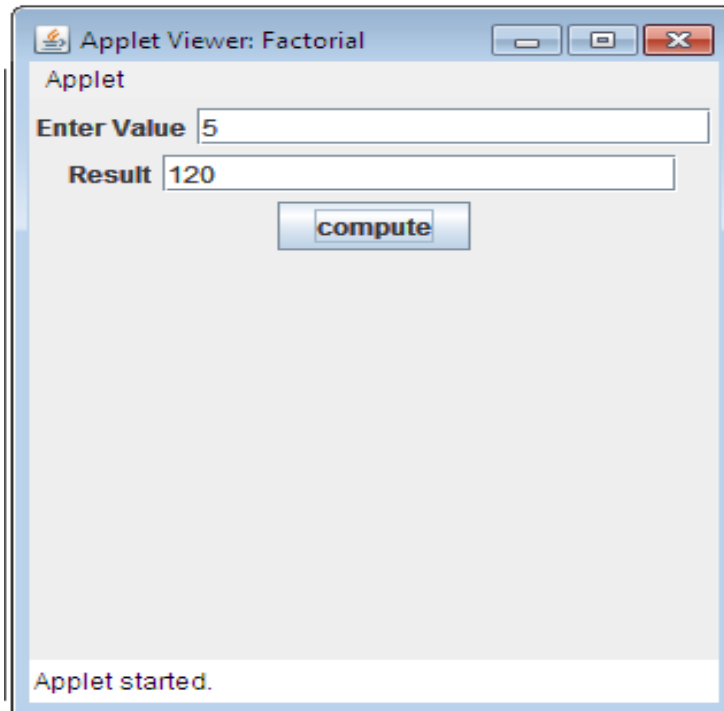 Applet Viewer: Factorial
Applet
Enter Value 5
Result 120
compute
Applet started.